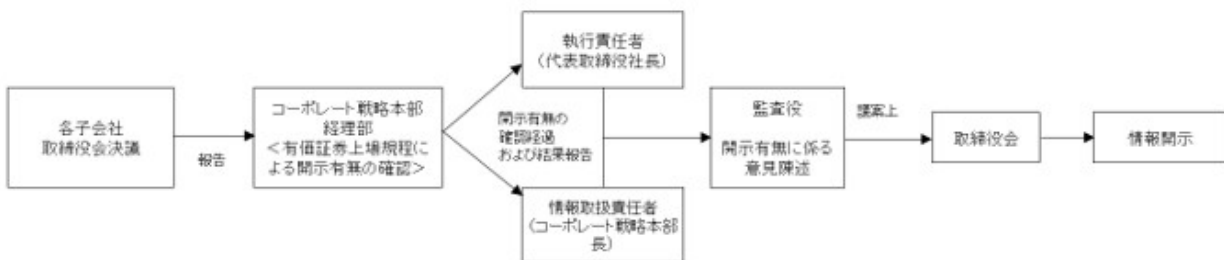 各子会社
取締役会決議
報告
コーポレート戦略本部
経理部
＜有価証券上場規程に
よる開示有無の確認＞
執行責任者
（代表取締役社長）
開示有無の
確認経過
および結果報告
情報取扱責任者
（コーポレート戦略本部
長）
監査役
開示有無に係る
意見陳述
議案上
取締役会
情報開示